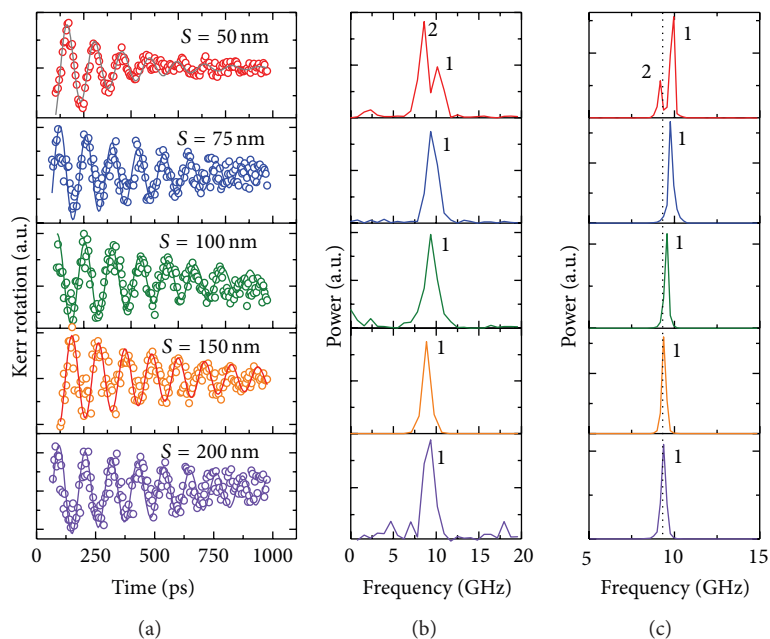 S = 50 nm
S = 75 nm
S = 100 nm
S = 150 nm
S = 200 nm
Kerr rotation (a.u.)
0 250 500 750 1000
Time (ps)
(a)
2
1
1
1
1
1
Power (a.u.)
0 5 10 15 20
Frequency (GHz)
(b)
1
2
1
1
1
1
Power (a.u.)
5 10 15
Frequency (GHz)
(c)